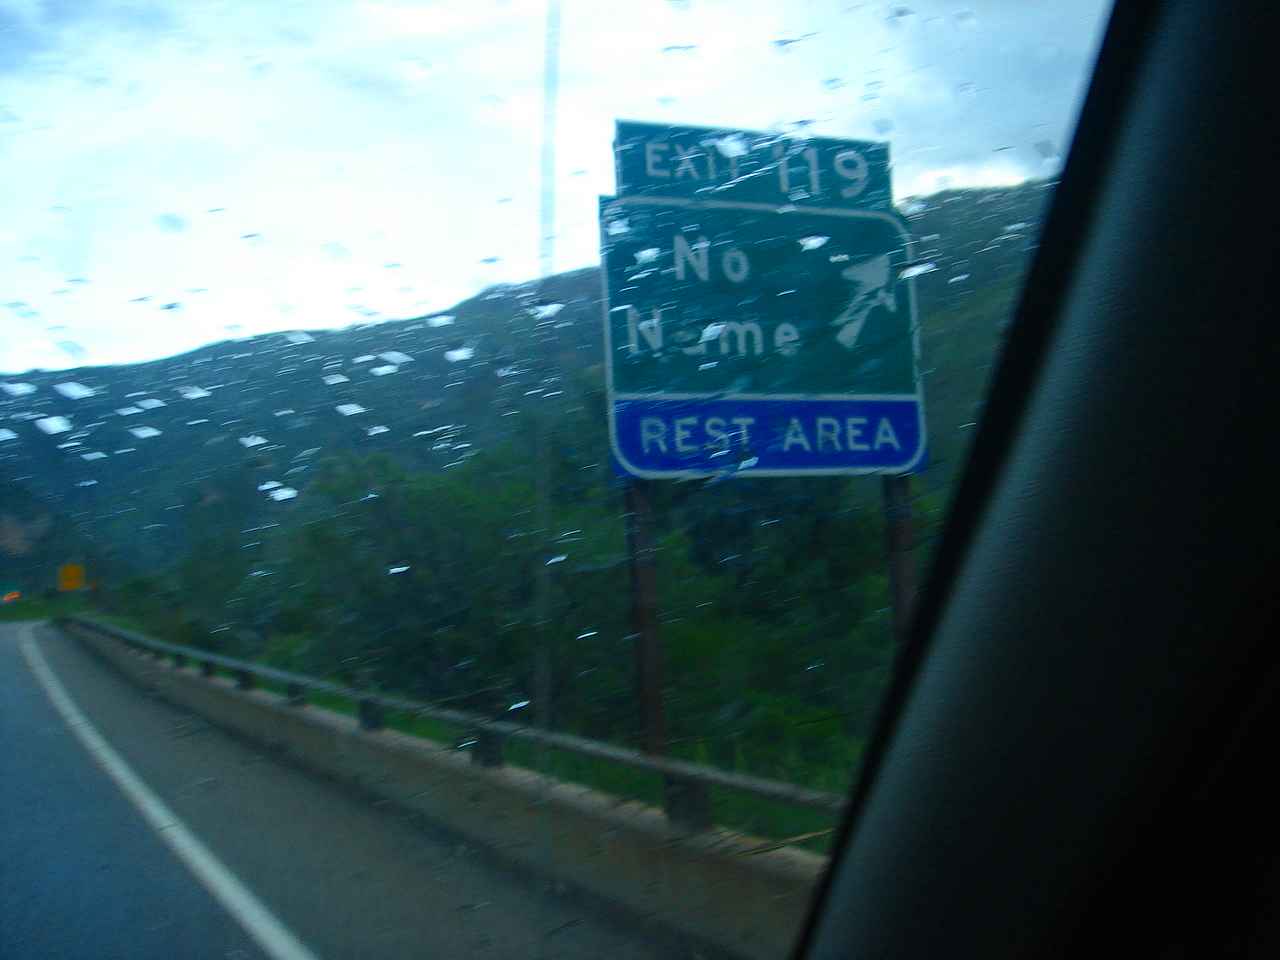 EXIT 119
No
Name
REST AREA